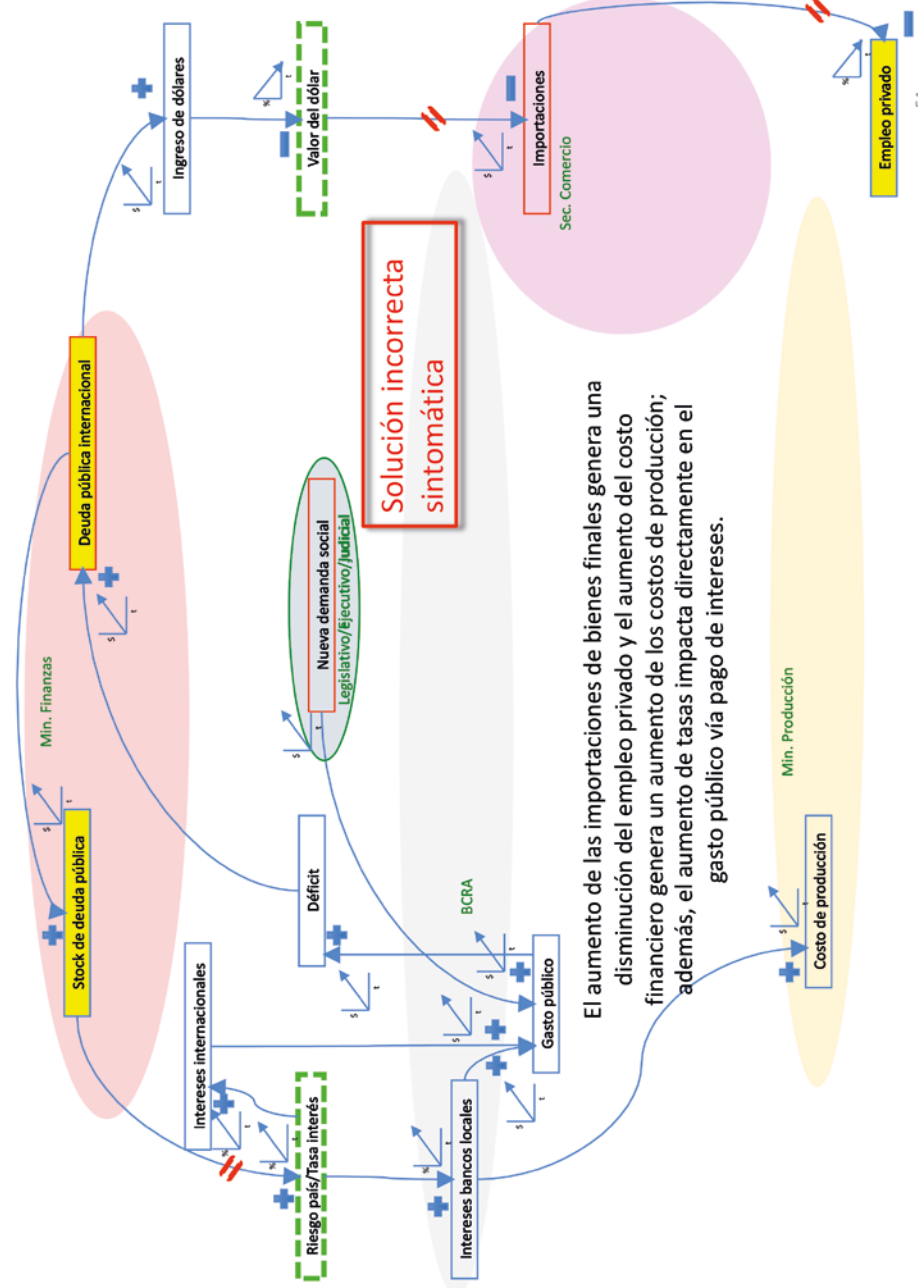 Min. Finanzas
Stock de deuda pública
Deuda pública internacional
Intereses internacionales
Ingreso de dólares
Riesgo país/Tasa interés
Déficit
Nueva demanda social
Legislativo/Ejecutivo/Judicial
Valor del dólar
Solución incorrecta
sintomática
BCRA
Intereses bancos locales
Gasto público
Importaciones
Sec. Comercio
El aumento de las importaciones de bienes finales genera una
disminución del empleo privado y el aumento del costo
financiero genera un aumento de los costos de producción;
además, el aumento de tasas impacta directamente en el
gasto público vía pago de intereses.
Min. Producción
Costo de producción
Empleo privado
$
t
$
t
$
t
%
t
%
t
$
t
%
t
$
t
$
t
$
t
$
t
%
t
$
t
$
t
%
t